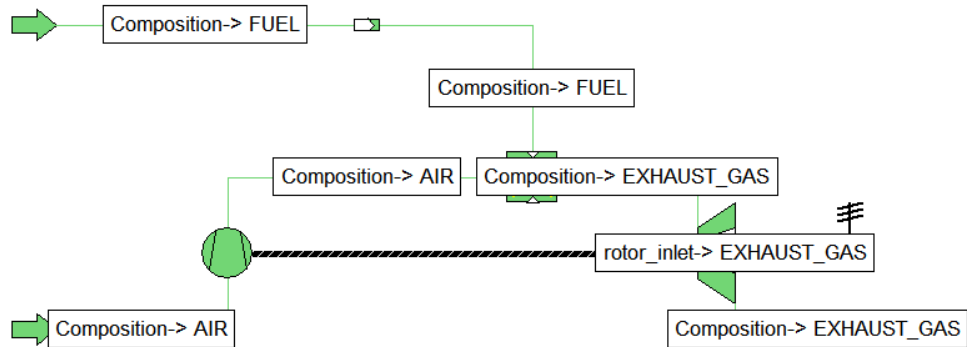 Composition-> FUEL
Composition-> FUEL
Composition-> AIR
Composition-> EXHAUST_GAS
rotor_inlet-> EXHAUST_GAS
Composition-> AIR
Composition-> EXHAUST_GAS